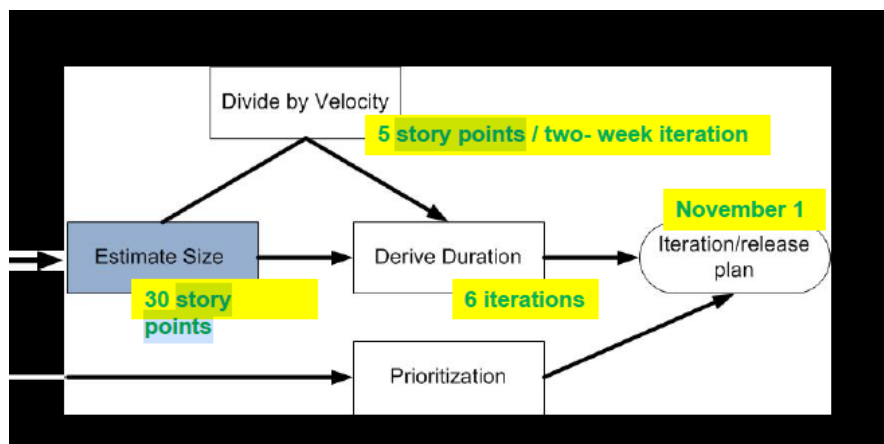 Divide by Velocity
5 story points / two- week iteration
November 1
Estimate Size
Derive Duration
Iteration/release
plan
30 story
points
6 iterations
Prioritization